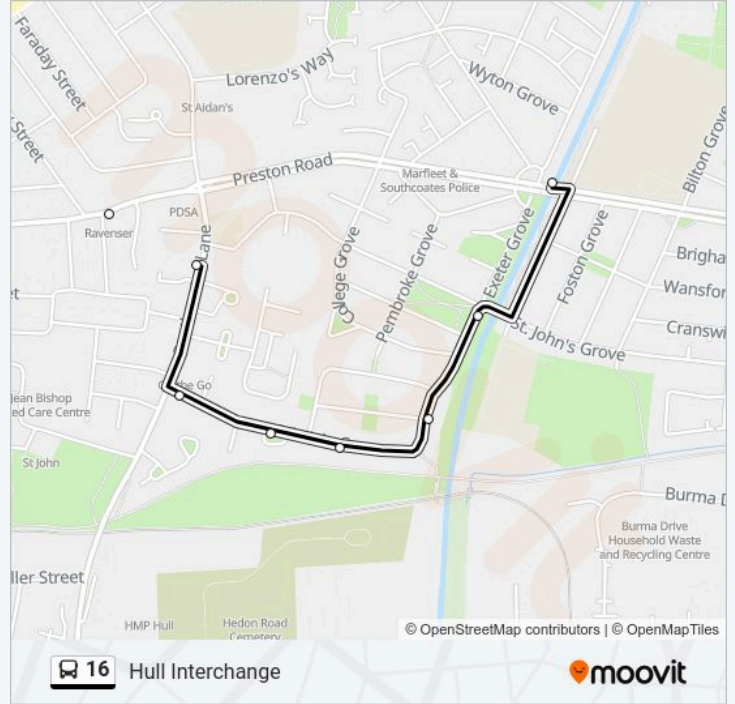 Faraday Street
Lorenzo's Way
Wyton Grove
St Aidan's
Street
Bilton Grove
Preston Road
Marfleet &
Southcoates Police
PDSA
Ravenser
Lane
College Grove
Pembroke Grove
Exeter Grove
Foston Grove
Brigha
Wansfor
Cranswi
St John's Grove
ean Bishop
ed Care Centre
St John
Burma D
Burma Drive
Household Waste
and Recycling Centre
ller Street
HMP Hull
Hedon Road
Cemetery
© OpenStreetMap contributors | © OpenMapTiles
16 Hull Interchange
moovit